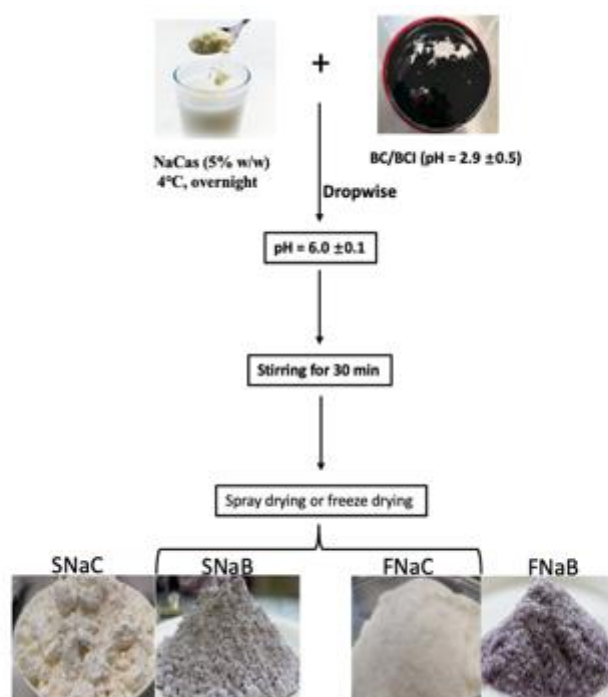 +
NaCas (5% w/w)
4°C, overnight
BC/BCI (pH = 2.9 ±0.5)
Dropwise
pH = 6.0 ±0.1
Stirring for 30 min
Spray drying or freeze drying
SNaC SNaB FNaC FNaB